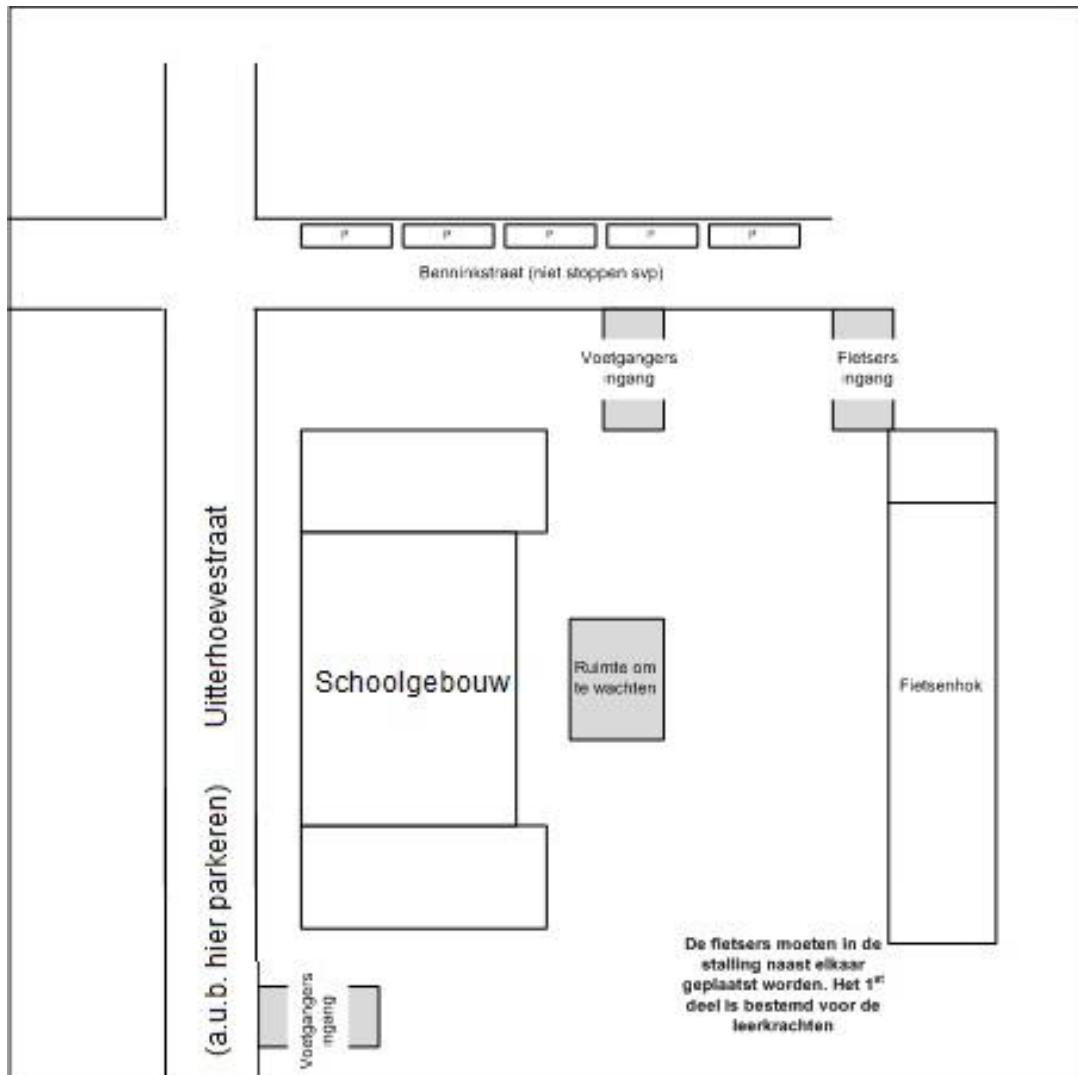 P P P P P
Benninkstraat (niet stoppen svp)
Voetgangers
ingang
Fietsers
ingang
Uitterhoevestraat
(a.u.b. hier parkeren)
Schoolgebouw
Ruimte om
te wachten
Fietsenhok
De fietsers moeten in de
stalling naast elkaar
geplaatst worden. Het 1st
deel is bestemd voor de
leerkrachten
Voetgangers
ingang